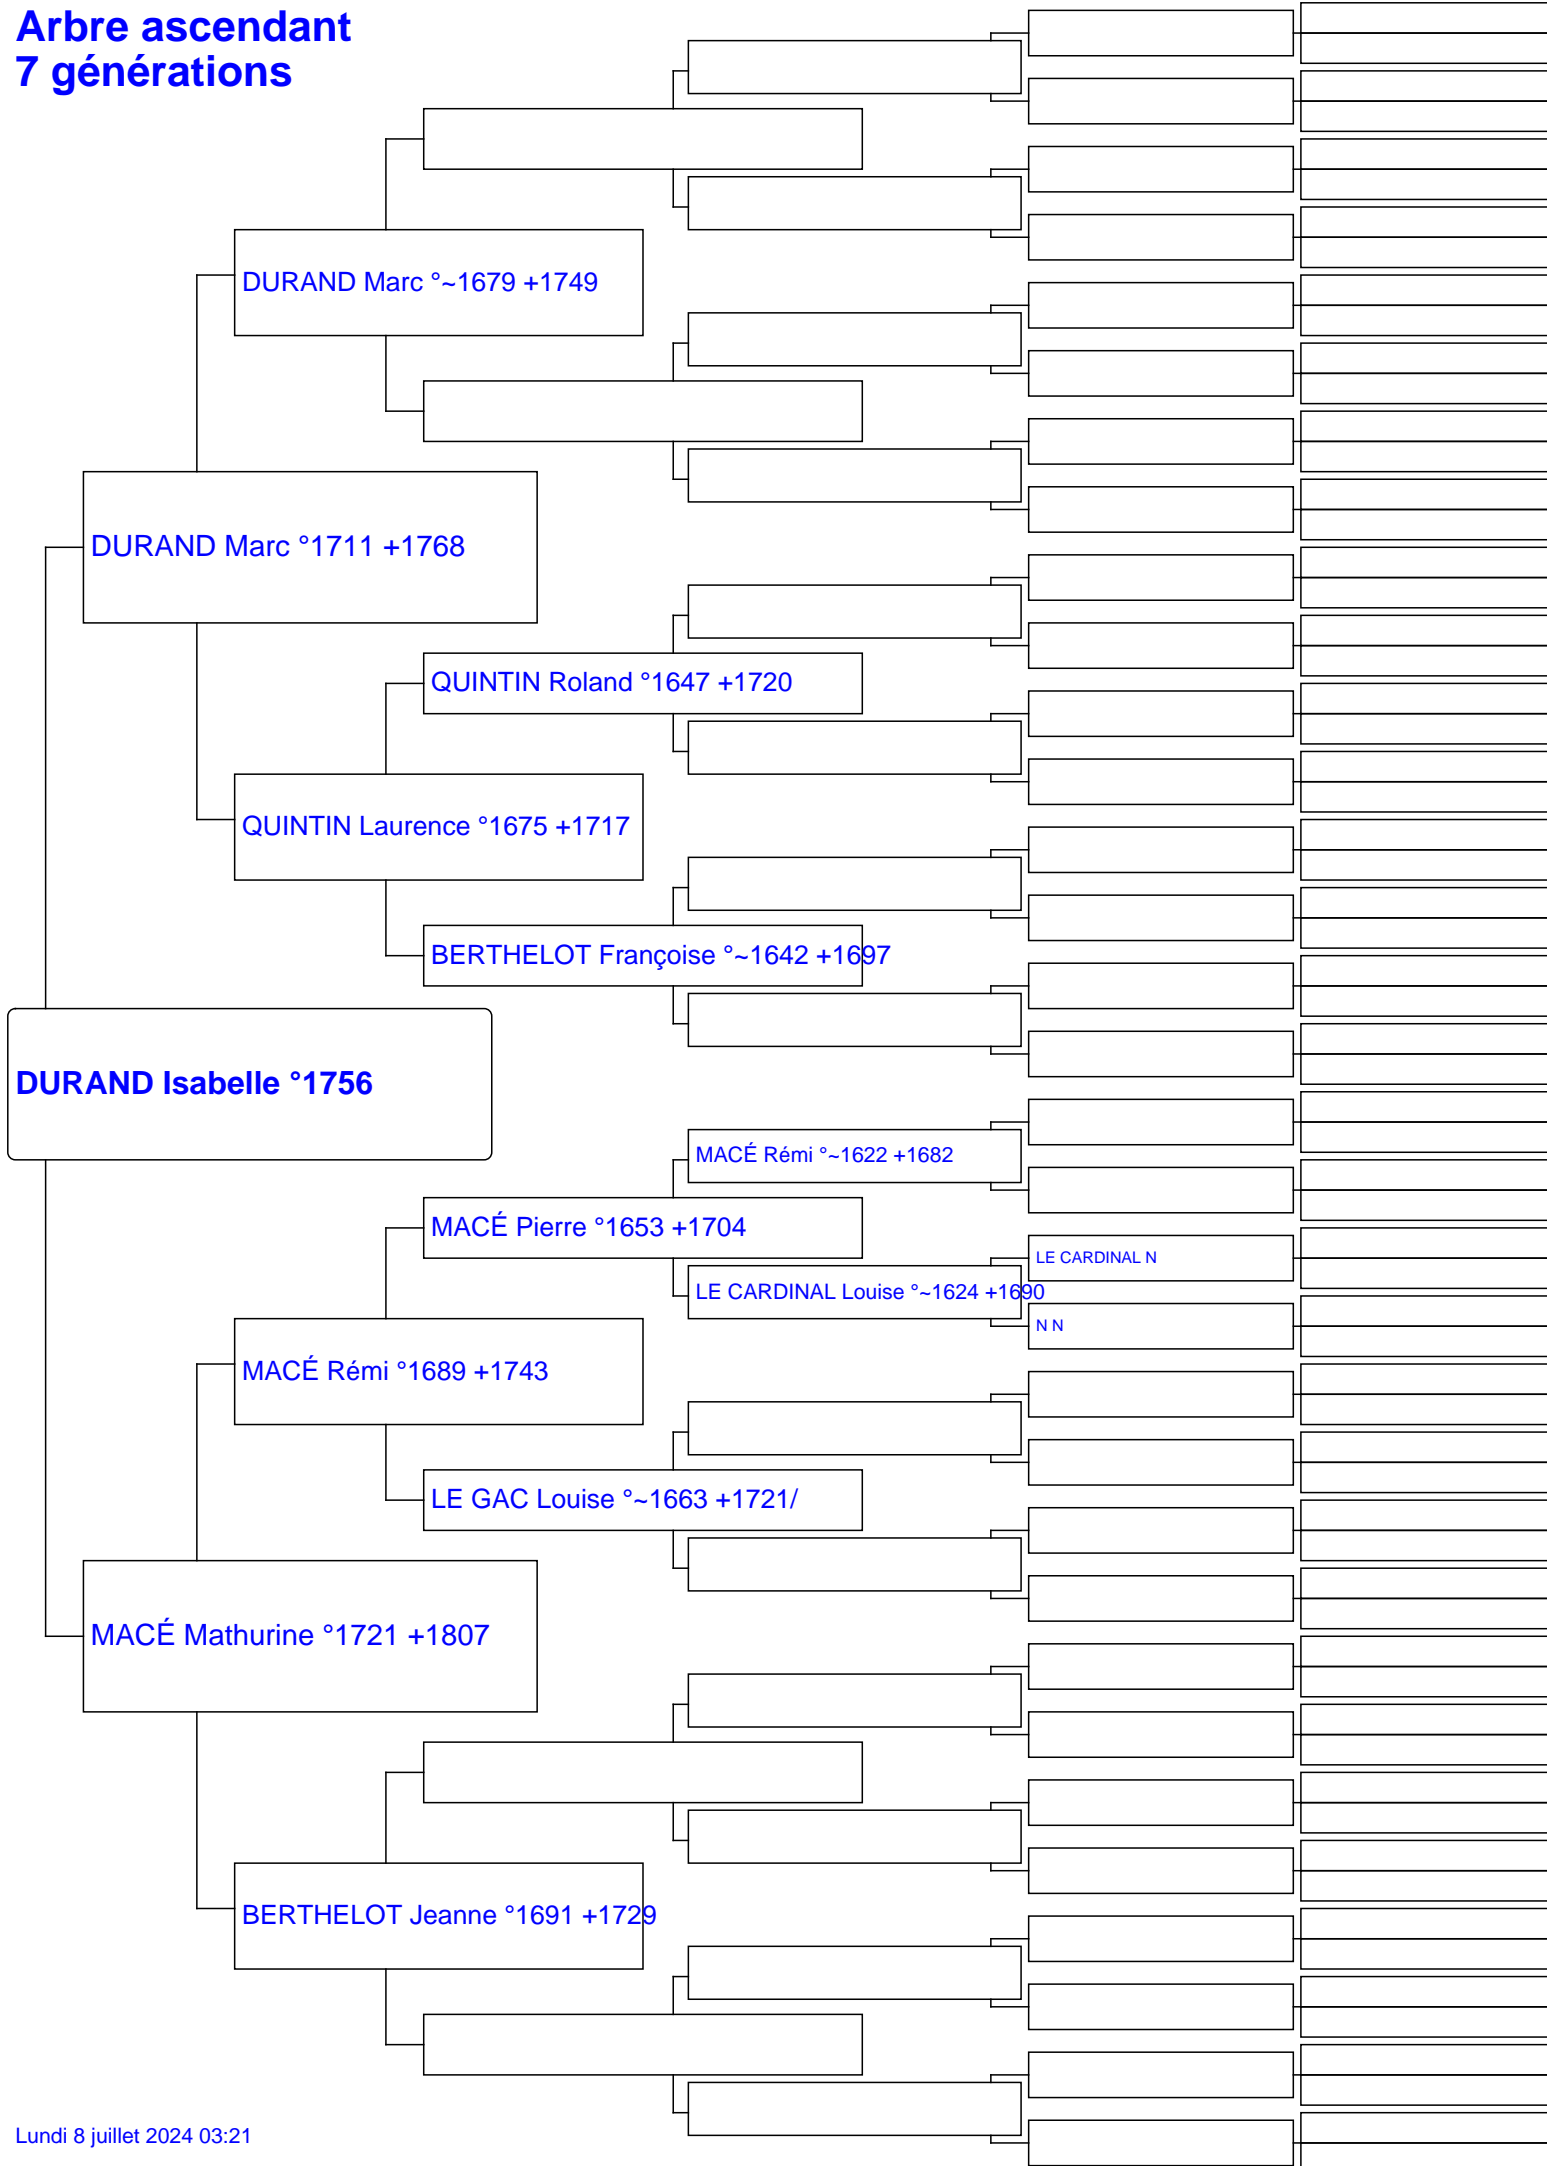 Arbre ascendant
7 générations
DURAND Marc °~1679 +1749
DURAND Marc °1711 +1768
QUINTIN Roland °1647 +1720
QUINTIN Laurence °1675 +1717
BERTHELOT Françoise °~1642 +1697
DURAND Isabelle °1756
MACÉ Rémi °~1622 +1682
MACÉ Pierre °1653 +1704
LE CARDINAL N
LE CARDINAL Louise °~1624 +1690
N N
MACÉ Rémi °1689 +1743
LE GAC Louise °~1663 +1721/
MACÉ Mathurine °1721 +1807
BERTHELOT Jeanne °1691 +1729
Lundi 8 juillet 2024 03:21